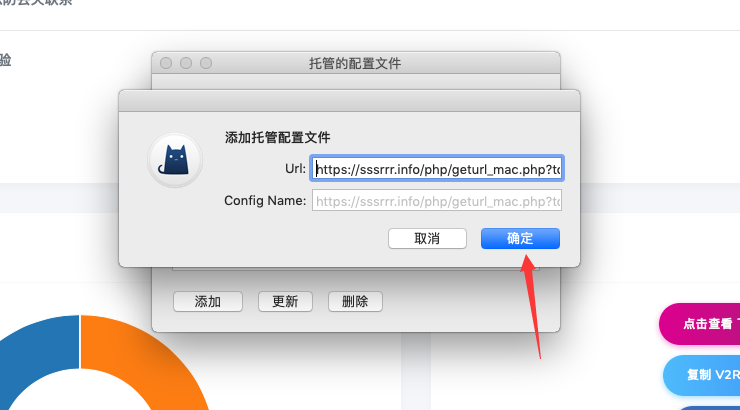 验
托管的配置文件
添加托管配置文件
Url: https://sssrrr.info/php/geturl_mac.php?to
Config Name: https://sssrrr.info/php/geturl_mac.php?to
取消 确定
添加 更新 删除
点击查看
复制 V2R